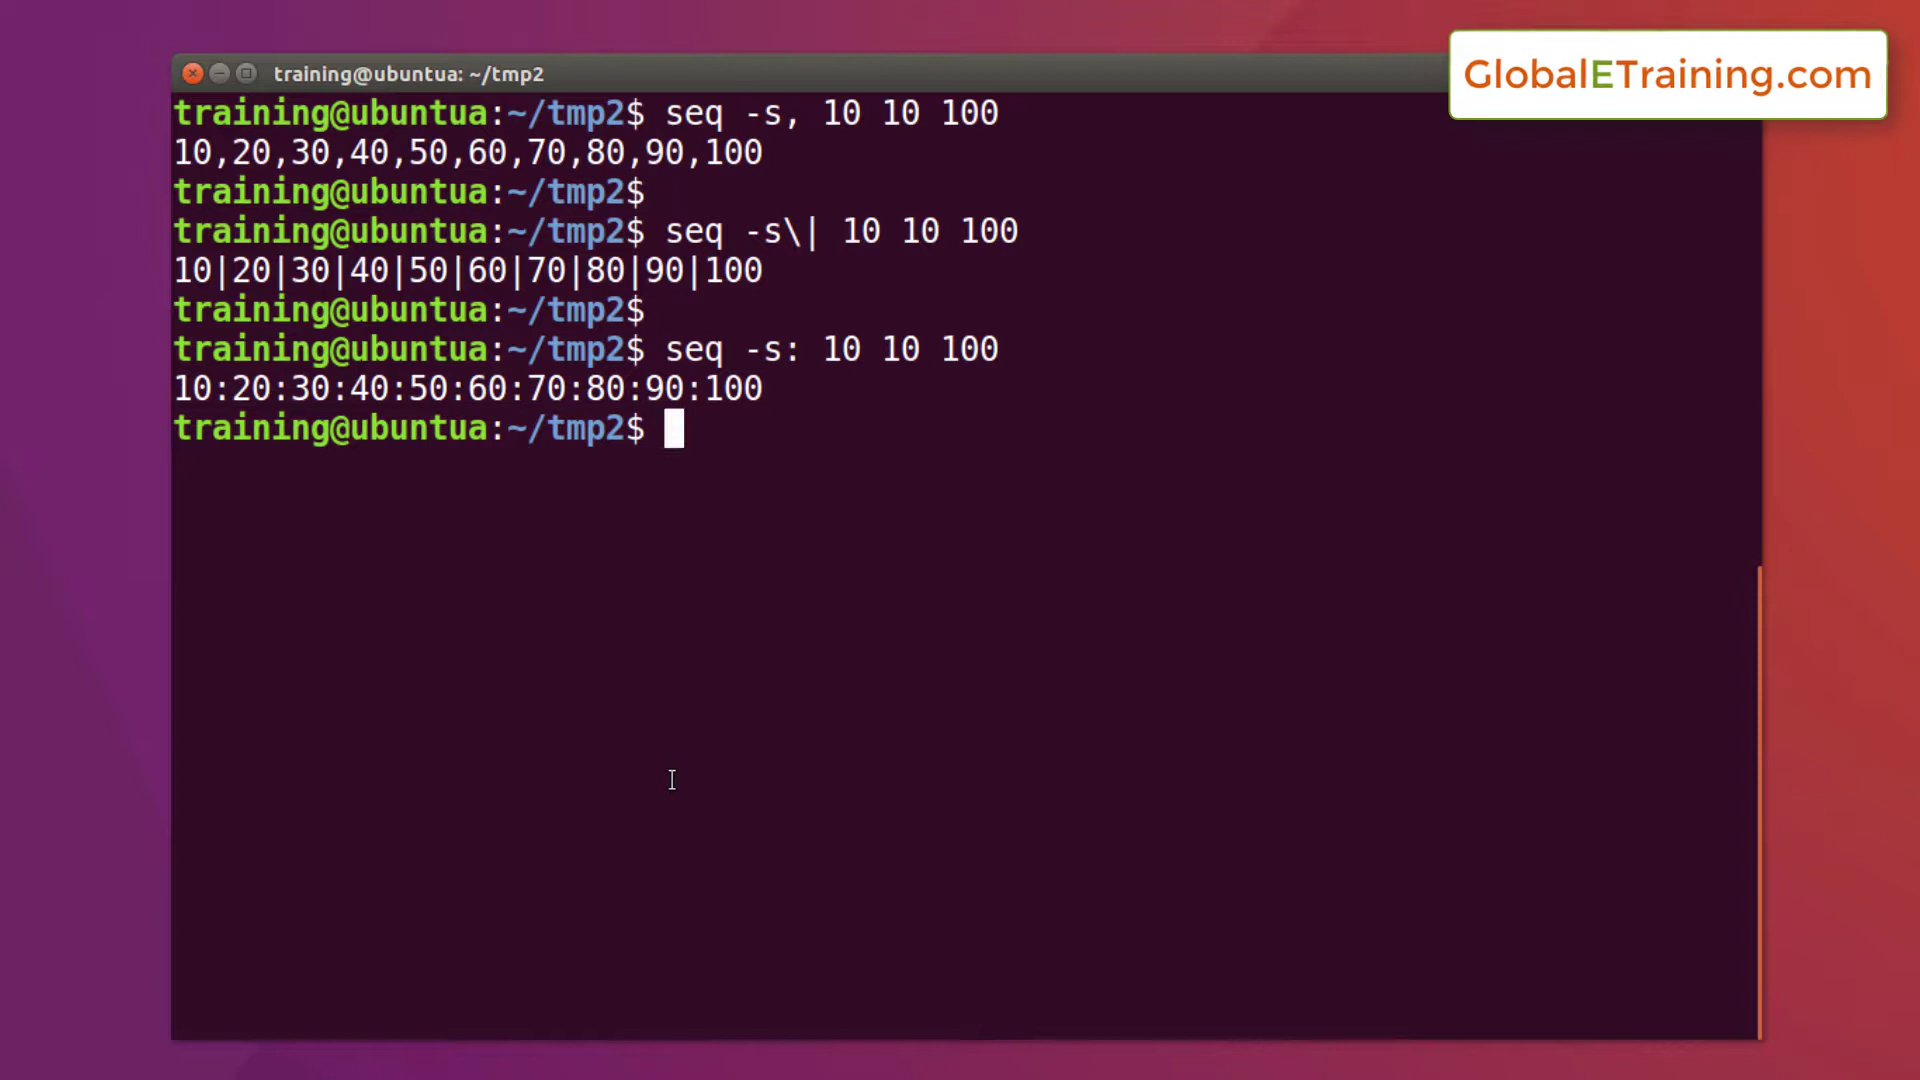 training@ubuntua: ~/tmp2
GlobalETraining.com
training@ubuntua:~/tmp2$ seq -s, 10 10 100
10,20,30,40,50,60,70,80,90,100
training@ubuntua:~/tmp2$
training@ubuntua:~/tmp2$ seq -s\| 10 10 100
10|20|30|40|50|60|70|80|90|100
training@ubuntua:~/tmp2$
training@ubuntua:~/tmp2$ seq -s: 10 10 100
10:20:30:40:50:60:70:80:90:100
training@ubuntua:~/tmp2$